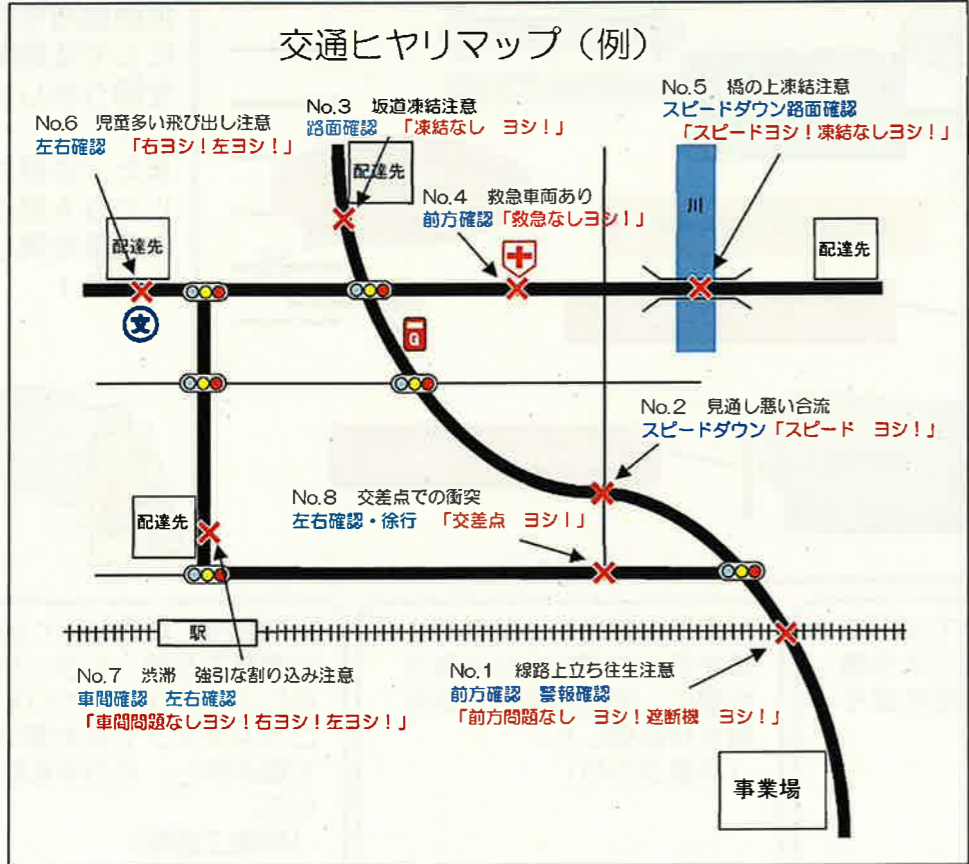 交通ヒヤリマップ（例）
No.5　橋の上凍結注意
スピードダウン路面確認
「スピードヨシ！凍結なしヨシ！」
No.3　坂道凍結注意
路面確認　「凍結なし　ヨシ！」
No.6　児童多い飛び出し注意
左右確認　「右ヨシ！左ヨシ！」
配達先
No.4　救急車両あり
前方確認「救急なしヨシ！」
川
配達先
配達先
文
G
No.2　見通し悪い合流
スピードダウン「スピード　ヨシ！」
No.8　交差点での衝突
左右確認・徐行　「交差点　ヨシ！」
配達先
駅
No.7　渋滞　強引な割り込み注意
車間確認　左右確認
「車間問題なしヨシ！右ヨシ！左ヨシ！」
No.1　線路上立ち往生注意
前方確認　警報確認
「前方問題なし　ヨシ！遮断機　ヨシ！」
事業場